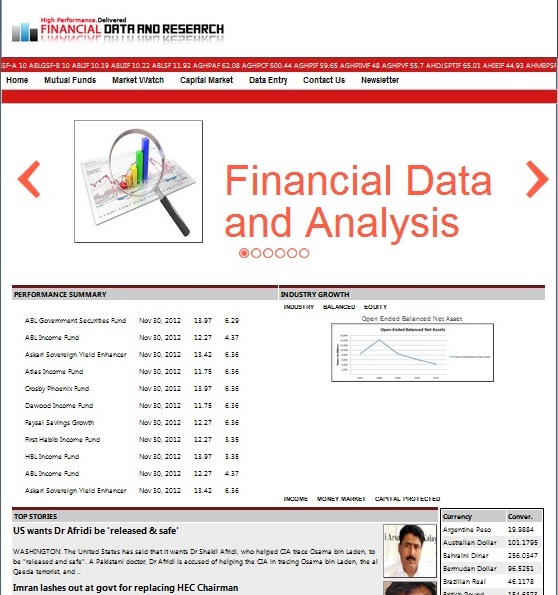 High Performance.Delivered
FINANCIAL DATA AND RESEARCH
SF-A 10 ABLGSF-B 10 ABLIF 10.19 ABLIIF 10.22 ABLSF 11.92 AGHPAF 62.08 AGHPCF 500.44 AGHPIF 59.65 AGHPIMF 48 AGHPVF 55.7 AHDJSPTIF 65.01 AHIEIF 44.93 AHMBPSF
Home Mutual Funds Market Watch Capital Market Data Entry Contact Us Newsletter
Financial Data
and Analysis
PERFORMANCE SUMMARY
ABL Government Securities Fund Nov 30, 2012 13.97 6.29
ABL Income Fund Nov 30, 2012 12.27 4.37
Askari Sovereign Yield Enhancer Nov 30, 2012 13.42 6.36
Atlas Income Fund Nov 30, 2012 11.75 6.36
Crosby Phoenix Fund Nov 30, 2012 13.97 6.36
Dawood Income Fund Nov 30, 2012 11.75 6.36
Faysal Savings Growth Nov 30, 2012 12.27 6.36
First Habib Income Fund Nov 30, 2012 12.27 3.35
HBL Income Fund Nov 30, 2012 13.97 3.35
ABL Income Fund Nov 30, 2012 12.27 4.37
Askari Sovereign Yield Enhancer Nov 30, 2012 13.42 6.36
INDUSTRY GROWTH
INDUSTRY BALANCED EQUITY
Open Ended Balanced Net Asset
Open-Ended Balanced Net Assets
INCOME MONEY MARKET CAPITAL PROTECTED
TOP STORIES
US wants Dr Afridi be 'released & safe'
WASHINGTON: The United States has said that it wants Dr Shakil Afridi, who helped CIA trace Osama bin Laden, to
be "released and safe". A Pakistani doctor, Dr Afridi is accused of helping the CIA in tracing Osama bin Laden, the al
Qaeda terrorist, and ..
Imran lashes out at govt for replacing HEC Chairman
Currency Conver.
Argentine Peso 19.9884
Australian Dollar 101.1795
Bahraini Dinar 256.0347
Bermudan Dollar 96.5251
Brazilian Real 46.1178
British Pound 154.6873